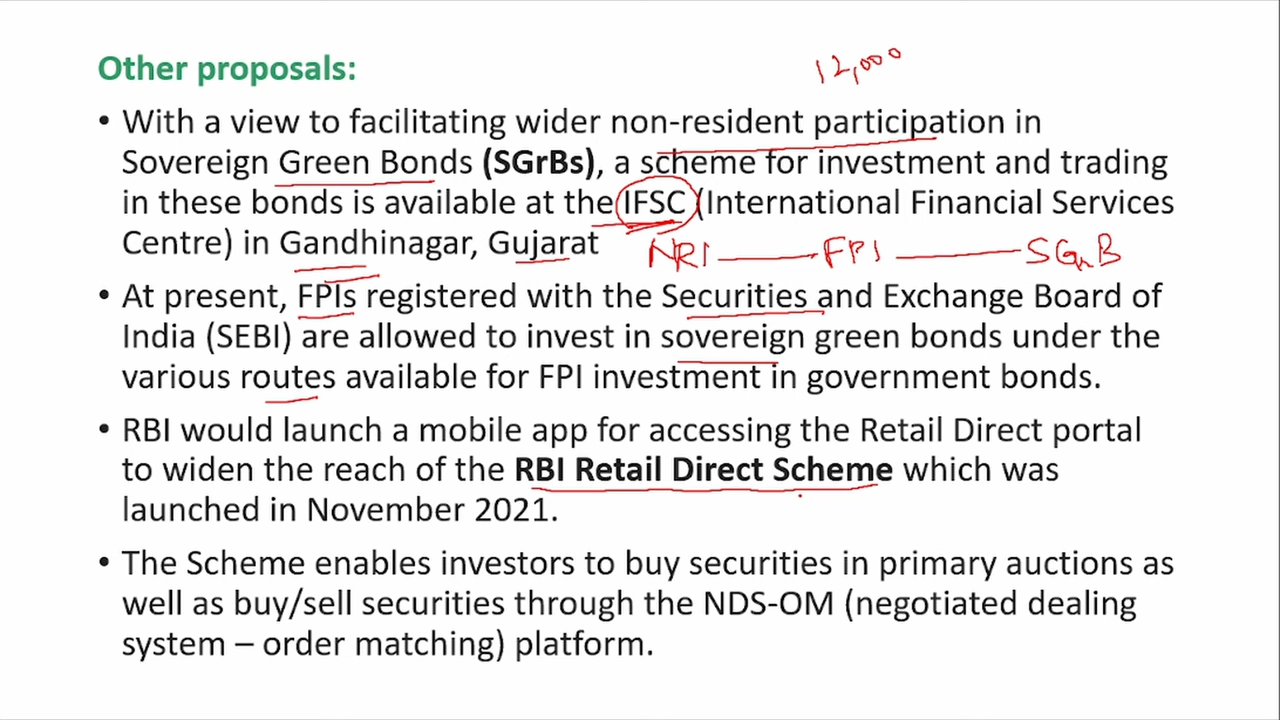 Other proposals:
12,000
• With a view to facilitating wider non-resident participation in
Sovereign Green Bonds (SGrBs), a scheme for investment and trading
in these bonds is available at the IFSC (International Financial Services
Centre) in Gandhinagar, Gujarat
NRI — FPI — SGrB
• At present, FPIs registered with the Securities and Exchange Board of
India (SEBI) are allowed to invest in sovereign green bonds under the
various routes available for FPI investment in government bonds.
• RBI would launch a mobile app for accessing the Retail Direct portal
to widen the reach of the RBI Retail Direct Scheme which was
launched in November 2021.
• The Scheme enables investors to buy securities in primary auctions as
well as buy/sell securities through the NDS-OM (negotiated dealing
system – order matching) platform.